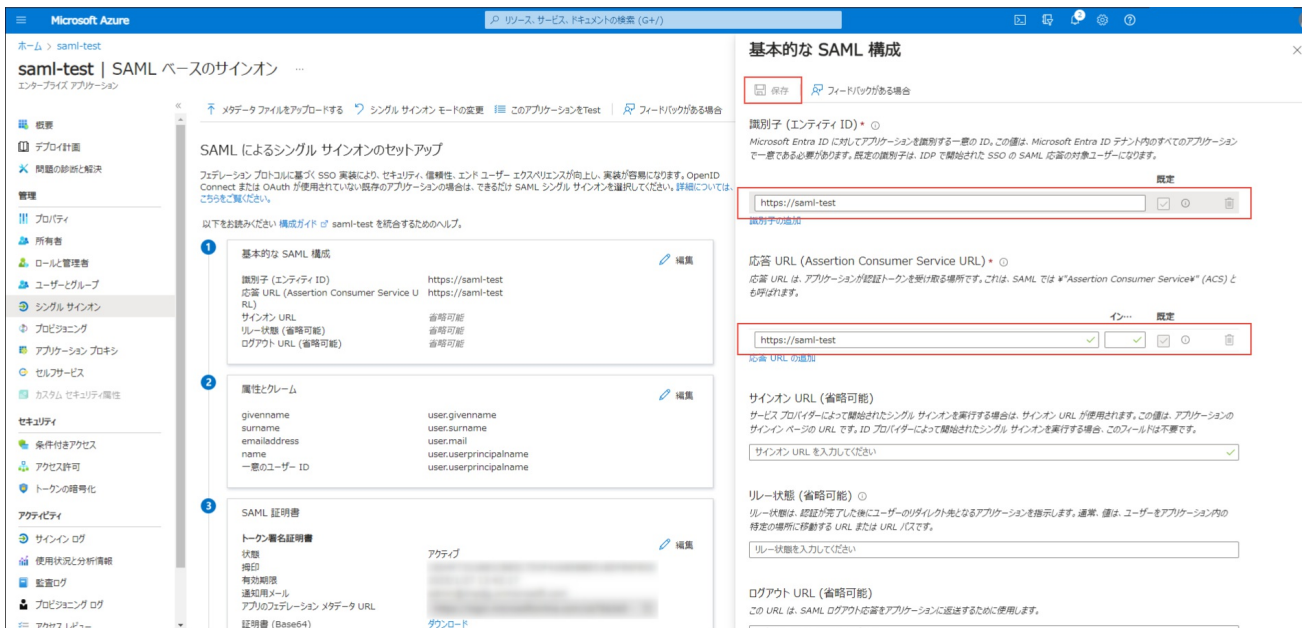 Microsoft Azure
リソース、サービス、ドキュメントの検索 (G+/)
2
ホーム > saml-test
saml-test | SAML ベースのサインオン ...
エンタープライズ アプリケーション
概要
デプロイ計画
問題の診断と解決
管理
プロパティ
所有者
ロールと管理者
ユーザーとグループ
シングル サインオン
プロビジョニング
アプリケーション プロキシ
セルフサービス
カスタム セキュリティ属性
セキュリティ
条件付きアクセス
アクセス許可
トークンの暗号化
アクティビティ
サインイン ログ
使用状況と分析情報
監査ログ
プロビジョニング ログ
アクセス レビュー
メタデータ ファイルをアップロードする シングル サインオン モードの変更 このアプリケーションをTest フィードバックがある場合
SAML によるシングル サインオンのセットアップ
フェデレーション プロトコルに基づく SSO 実装により、セキュリティ、信頼性、エンド ユーザー エクスペリエンスが向上し、実装が容易になります。OpenID
Connect または OAuth が使用されていない既存のアプリケーションの場合は、できるだけ SAML シングル サインオンを選択してください。詳細については、
こちらをご覧ください。
以下をお読みください 構成ガイド saml-test を統合するためのヘルプ。
1
基本的な SAML 構成
編集
識別子 (エンティティ ID) https://saml-test
応答 URL (Assertion Consumer Service U https://saml-test
RL)
サインオン URL 省略可能
リレー状態 (省略可能) 省略可能
ログアウト URL (省略可能) 省略可能
2
属性とクレーム
編集
givenname user.givenname
surname user.surname
emailaddress user.mail
name user.userprincipalname
一意のユーザー ID user.userprincipalname
3
SAML 証明書
トークン署名証明書
編集
状態 アクティブ
拇印
有効期限
通知用メール
アプリのフェデレーション メタデータ URL
証明書 (Base64) ダウンロード
基本的な SAML 構成
保存 フィードバックがある場合
識別子 (エンティティ ID) *
Microsoft Entra ID に対してアプリケーションを識別する一意の ID。この値は、Microsoft Entra ID テナント内のすべてのアプリケーション
で一意である必要があります。既定の識別子は、IDP で開始された SSO の SAML 応答の対象ユーザーになります。
既定
https://saml-test
識別子の追加
応答 URL (Assertion Consumer Service URL) *
応答 URL は、アプリケーションが認証トークンを受け取る場所です。これは、SAML では ¥"Assertion Consumer Service¥" (ACS) と
も呼ばれます。
イン… 既定
https://saml-test
応答 URL の追加
サインオン URL (省略可能)
サービス プロバイダーによって開始されたシングル サインオンを実行する場合は、サインオン URL が使用されます。この値は、アプリケーションの
サインイン ページの URL です。ID プロバイダーによって開始されたシングル サインオンを実行する場合、このフィールドは不要です。
サインオン URL を入力してください
リレー状態 (省略可能)
リレー状態は、認証が完了した後にユーザーのリダイレクト先となるアプリケーションを指示します。通常、値は、ユーザーをアプリケーション内の
特定の場所に移動する URL または URL パスです。
リレー状態を入力してください
ログアウト URL (省略可能)
この URL は、SAML ログアウト応答をアプリケーションに返送するために使用します。